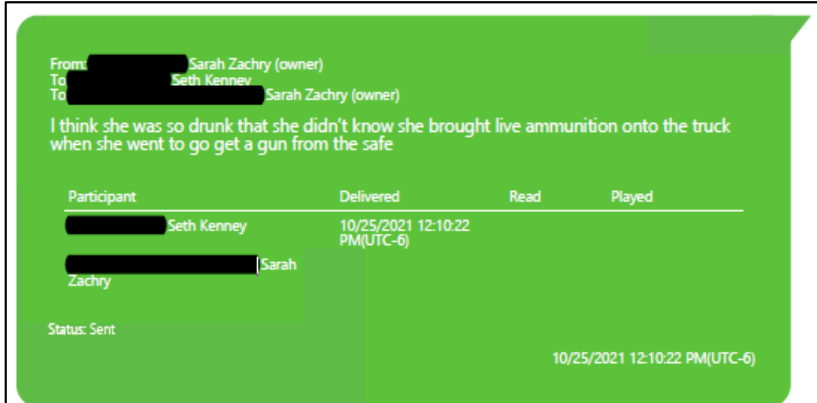 From: Sarah Zachry (owner)
To Seth Kenney
To Sarah Zachry (owner)
I think she was so drunk that she didn't know she brought live ammunition onto the truck
when she went to go get a gun from the safe
Participant Delivered Read Played
Seth Kenney 10/25/2021 12:10:22
PM(UTC-6)
Sarah
Zachry
Status: Sent
10/25/2021 12:10:22 PM(UTC-6)